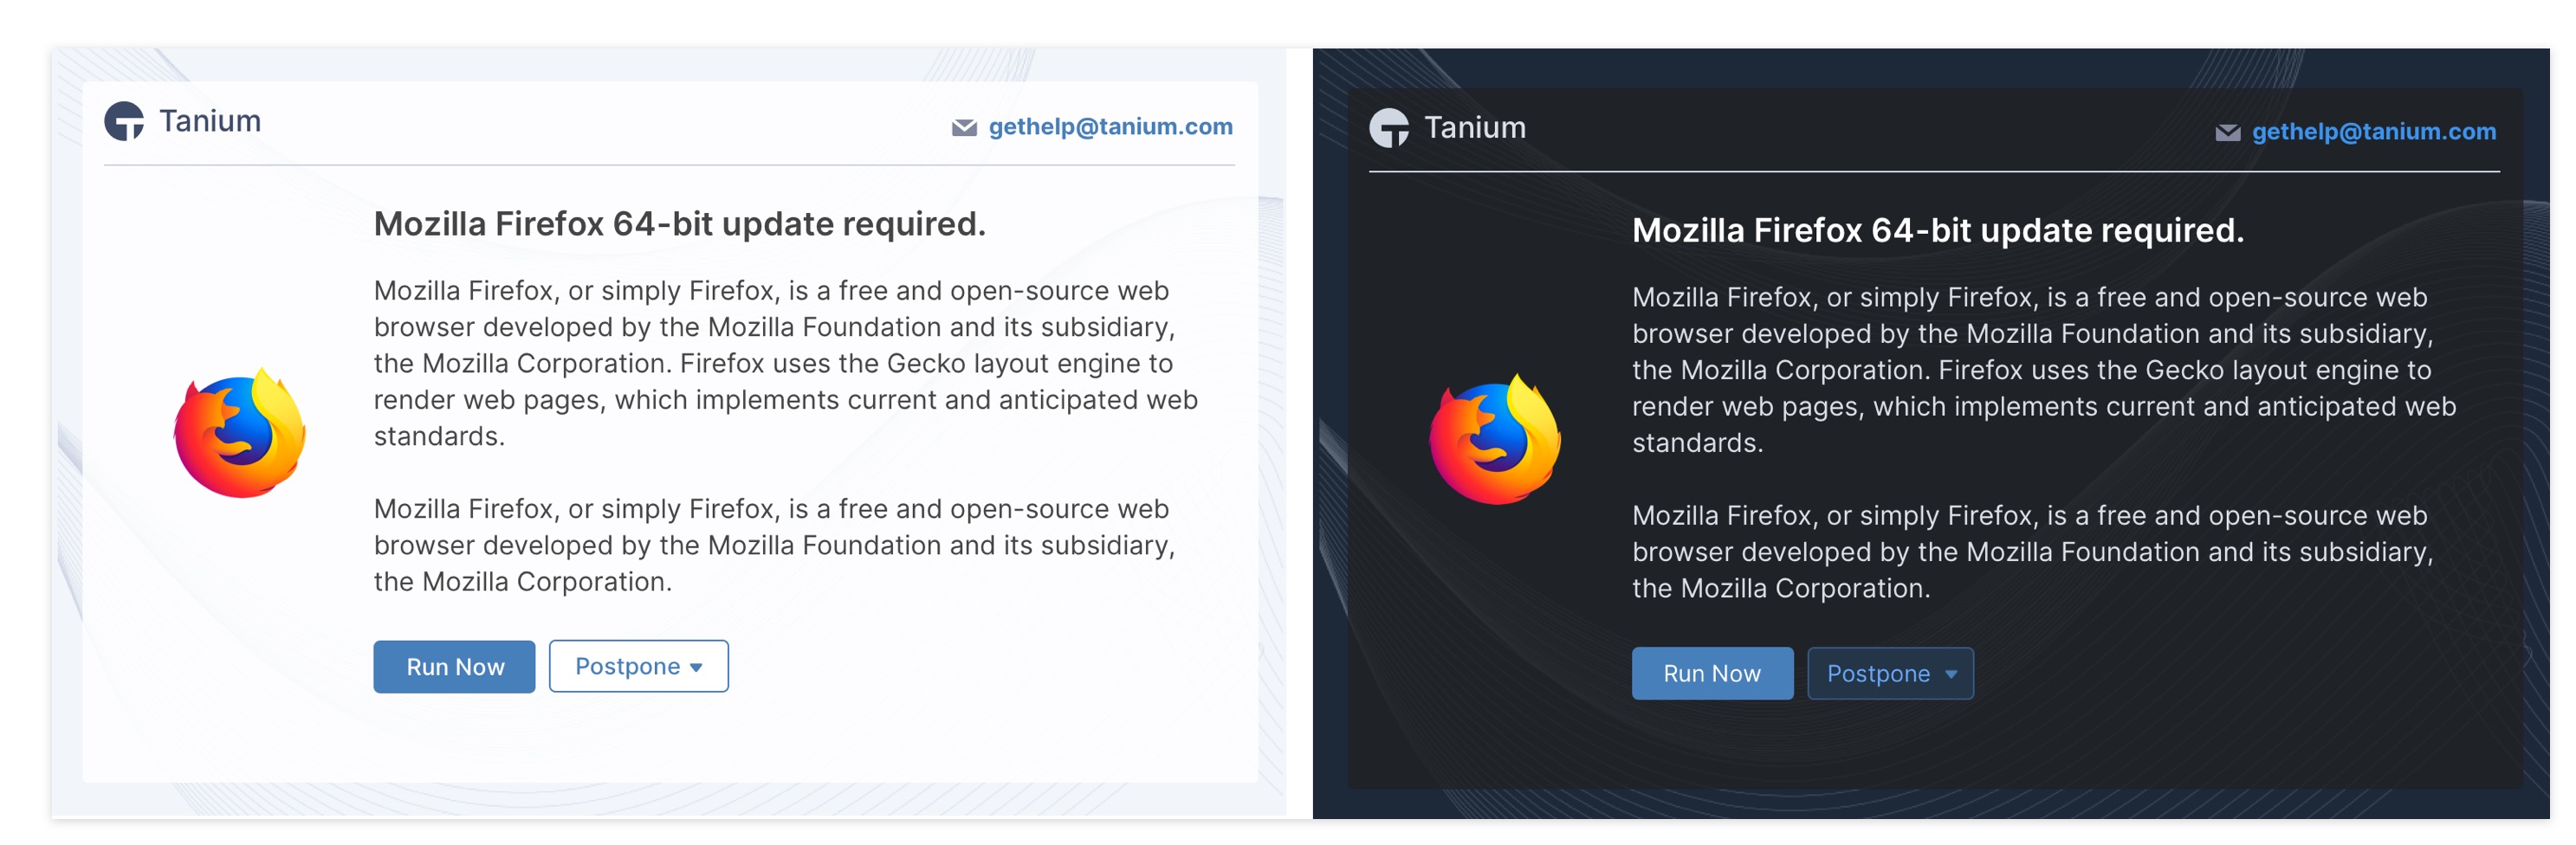 Tanium
gethelp@tanium.com
Mozilla Firefox 64-bit update required.
Mozilla Firefox, or simply Firefox, is a free and open-source web
browser developed by the Mozilla Foundation and its subsidiary,
the Mozilla Corporation. Firefox uses the Gecko layout engine to
render web pages, which implements current and anticipated web
standards.
Mozilla Firefox, or simply Firefox, is a free and open-source web
browser developed by the Mozilla Foundation and its subsidiary,
the Mozilla Corporation.
Run Now
Postpone
Tanium
gethelp@tanium.com
Mozilla Firefox 64-bit update required.
Mozilla Firefox, or simply Firefox, is a free and open-source web
browser developed by the Mozilla Foundation and its subsidiary,
the Mozilla Corporation. Firefox uses the Gecko layout engine to
render web pages, which implements current and anticipated web
standards.
Mozilla Firefox, or simply Firefox, is a free and open-source web
browser developed by the Mozilla Foundation and its subsidiary,
the Mozilla Corporation.
Run Now
Postpone